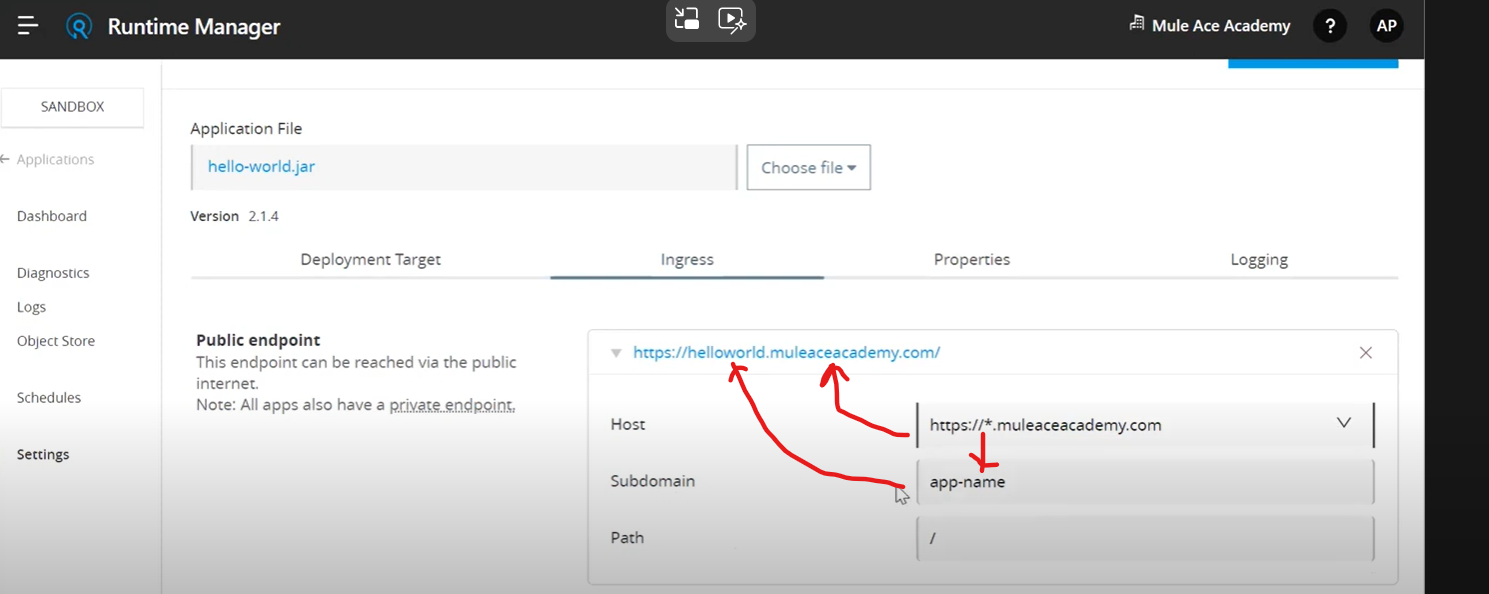 Runtime Manager
Mule Ace Academy
?
AP
SANDBOX
Applications
Dashboard
Diagnostics
Logs
Object Store
Schedules
Settings
Application File
hello-world.jar
Choose file
Version 2.1.4
Deployment Target
Ingress
Properties
Logging
Public endpoint
This endpoint can be reached via the public
internet.
Note: All apps also have a private endpoint.
https://helloworld.muleaceacademy.com/
Host
https://*.muleaceacademy.com
Subdomain
app-name
Path
/